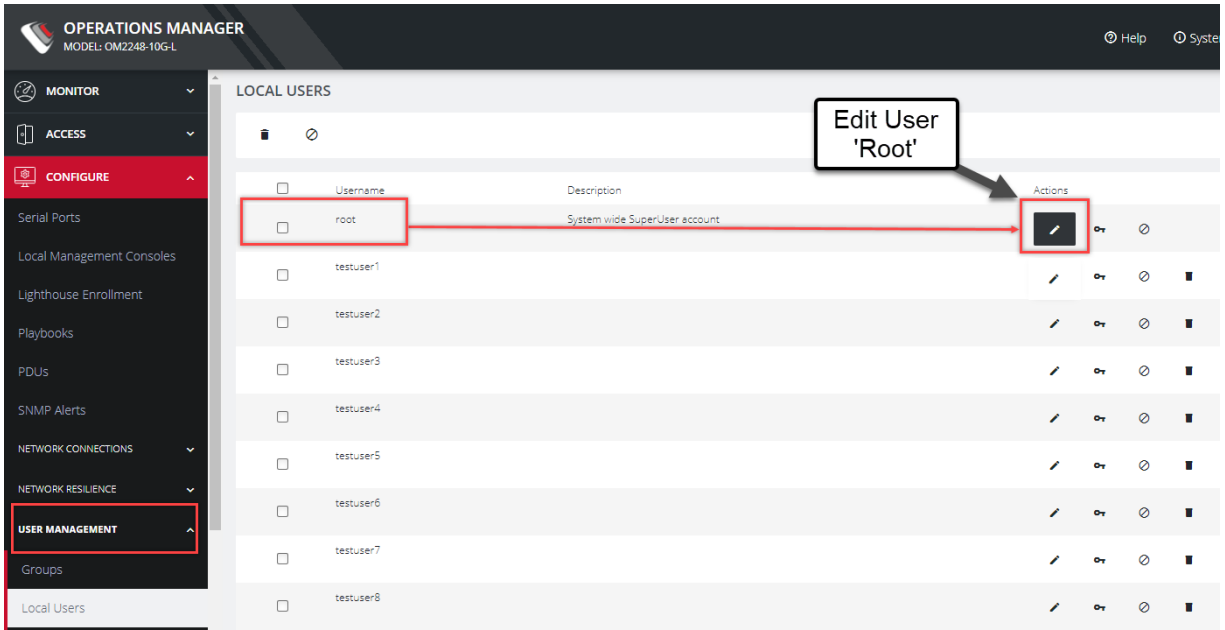 OPERATIONS MANAGER
MODEL: OM2248-10G-L
Help
Syster
MONITOR
ACCESS
CONFIGURE
Serial Ports
Local Management Consoles
Lighthouse Enrollment
Playbooks
PDUs
SNMP Alerts
NETWORK CONNECTIONS
NETWORK RESILIENCE
USER MANAGEMENT
Groups
Local Users
LOCAL USERS
Edit User
'Root'
Username Description Actions
root System wide SuperUser account
testuser1
testuser2
testuser3
testuser4
testuser5
testuser6
testuser7
testuser8